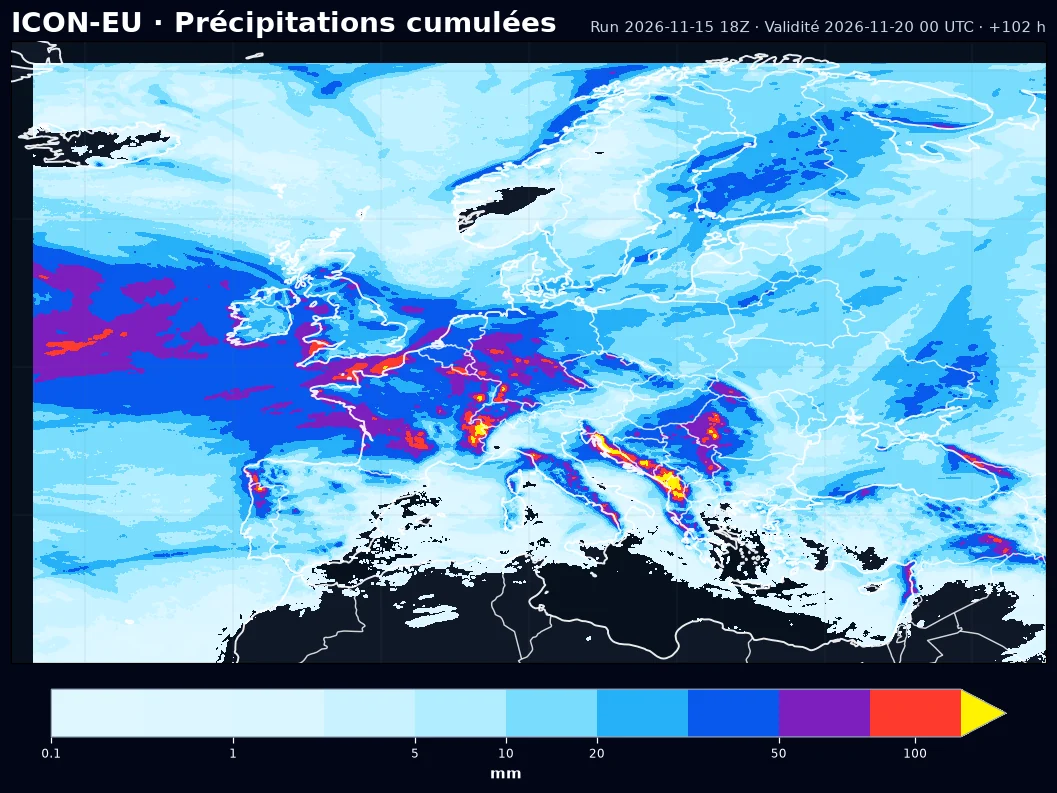 ICON-EU · Précipitations cumulées
Run 2026-11-15 18Z · Validité 2026-11-20 00 UTC · +102 h
0.1 1 5 10 20 50 100
mm